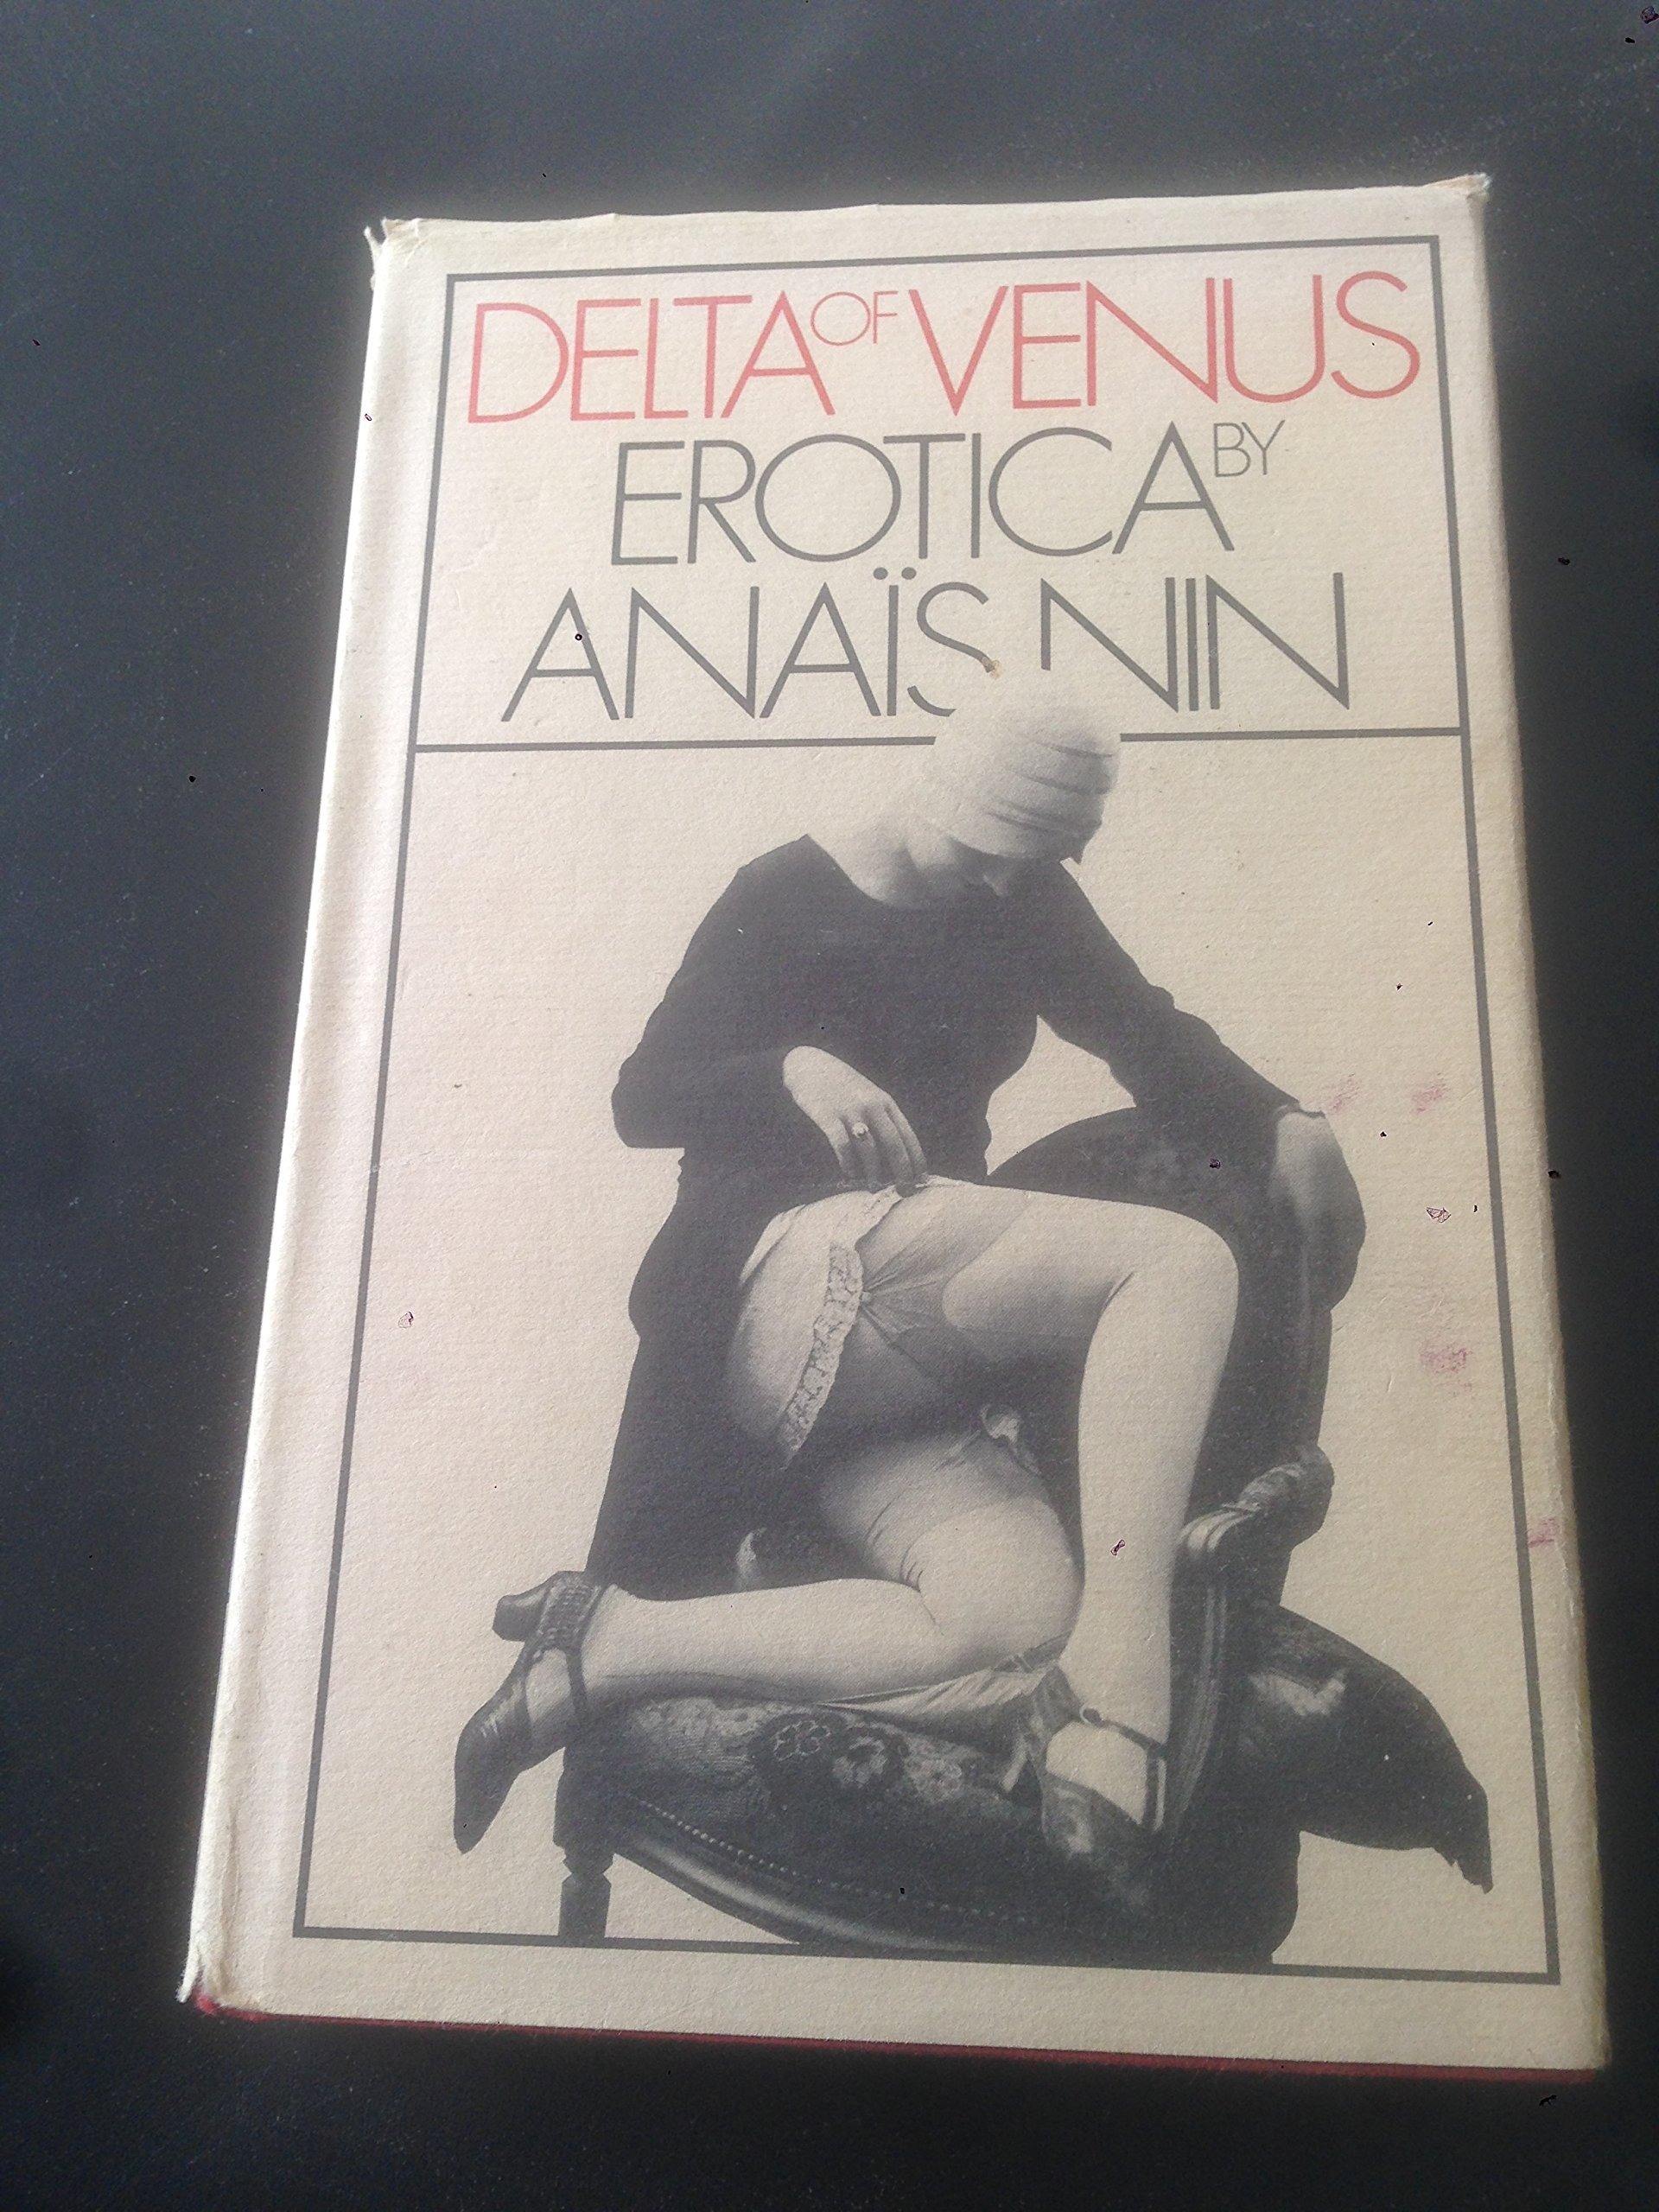 DELTA OF VENUS
EROTICA BY
ANAÏS NIN